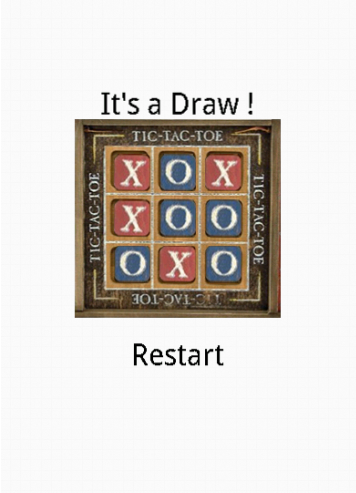 It's a Draw !
TIC-TAC-TOE
TIC-TAC-TOE
X O X
X O O
O X O
TIC-TAC-TOE
TIC-TAC-TOE
Restart